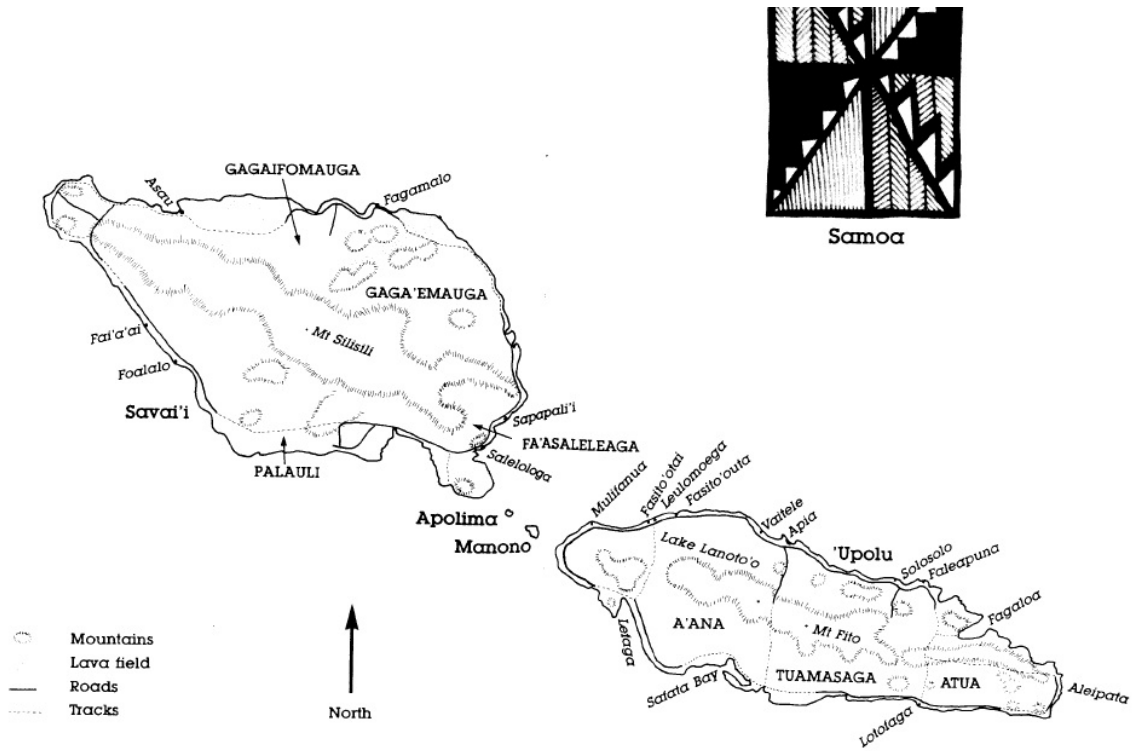 Samoa
GAGAIFOMAUGA
Asau
Fagamalo
GAGA'EMAUGA
Mt Silisili
Fai'a'ai
Foalalo
Savai'i
Sapapali'i
FA'ASALELEAGA
Salelologa
PALAULI
Apolima
Manono
Mulifanua
Fasito'otai
Leulomoega
Fasito'outa
Vaitele
Apia
Lake Lanoto'o
'Upolu
Solosolo
Faleapuna
Fagaloa
A'ANA
Mt Fito
Lefaga
TUAMASAGA
ATUA
Aleipata
Safata Bay
Lotofaga
Mountains
Lava field
Roads
Tracks
North